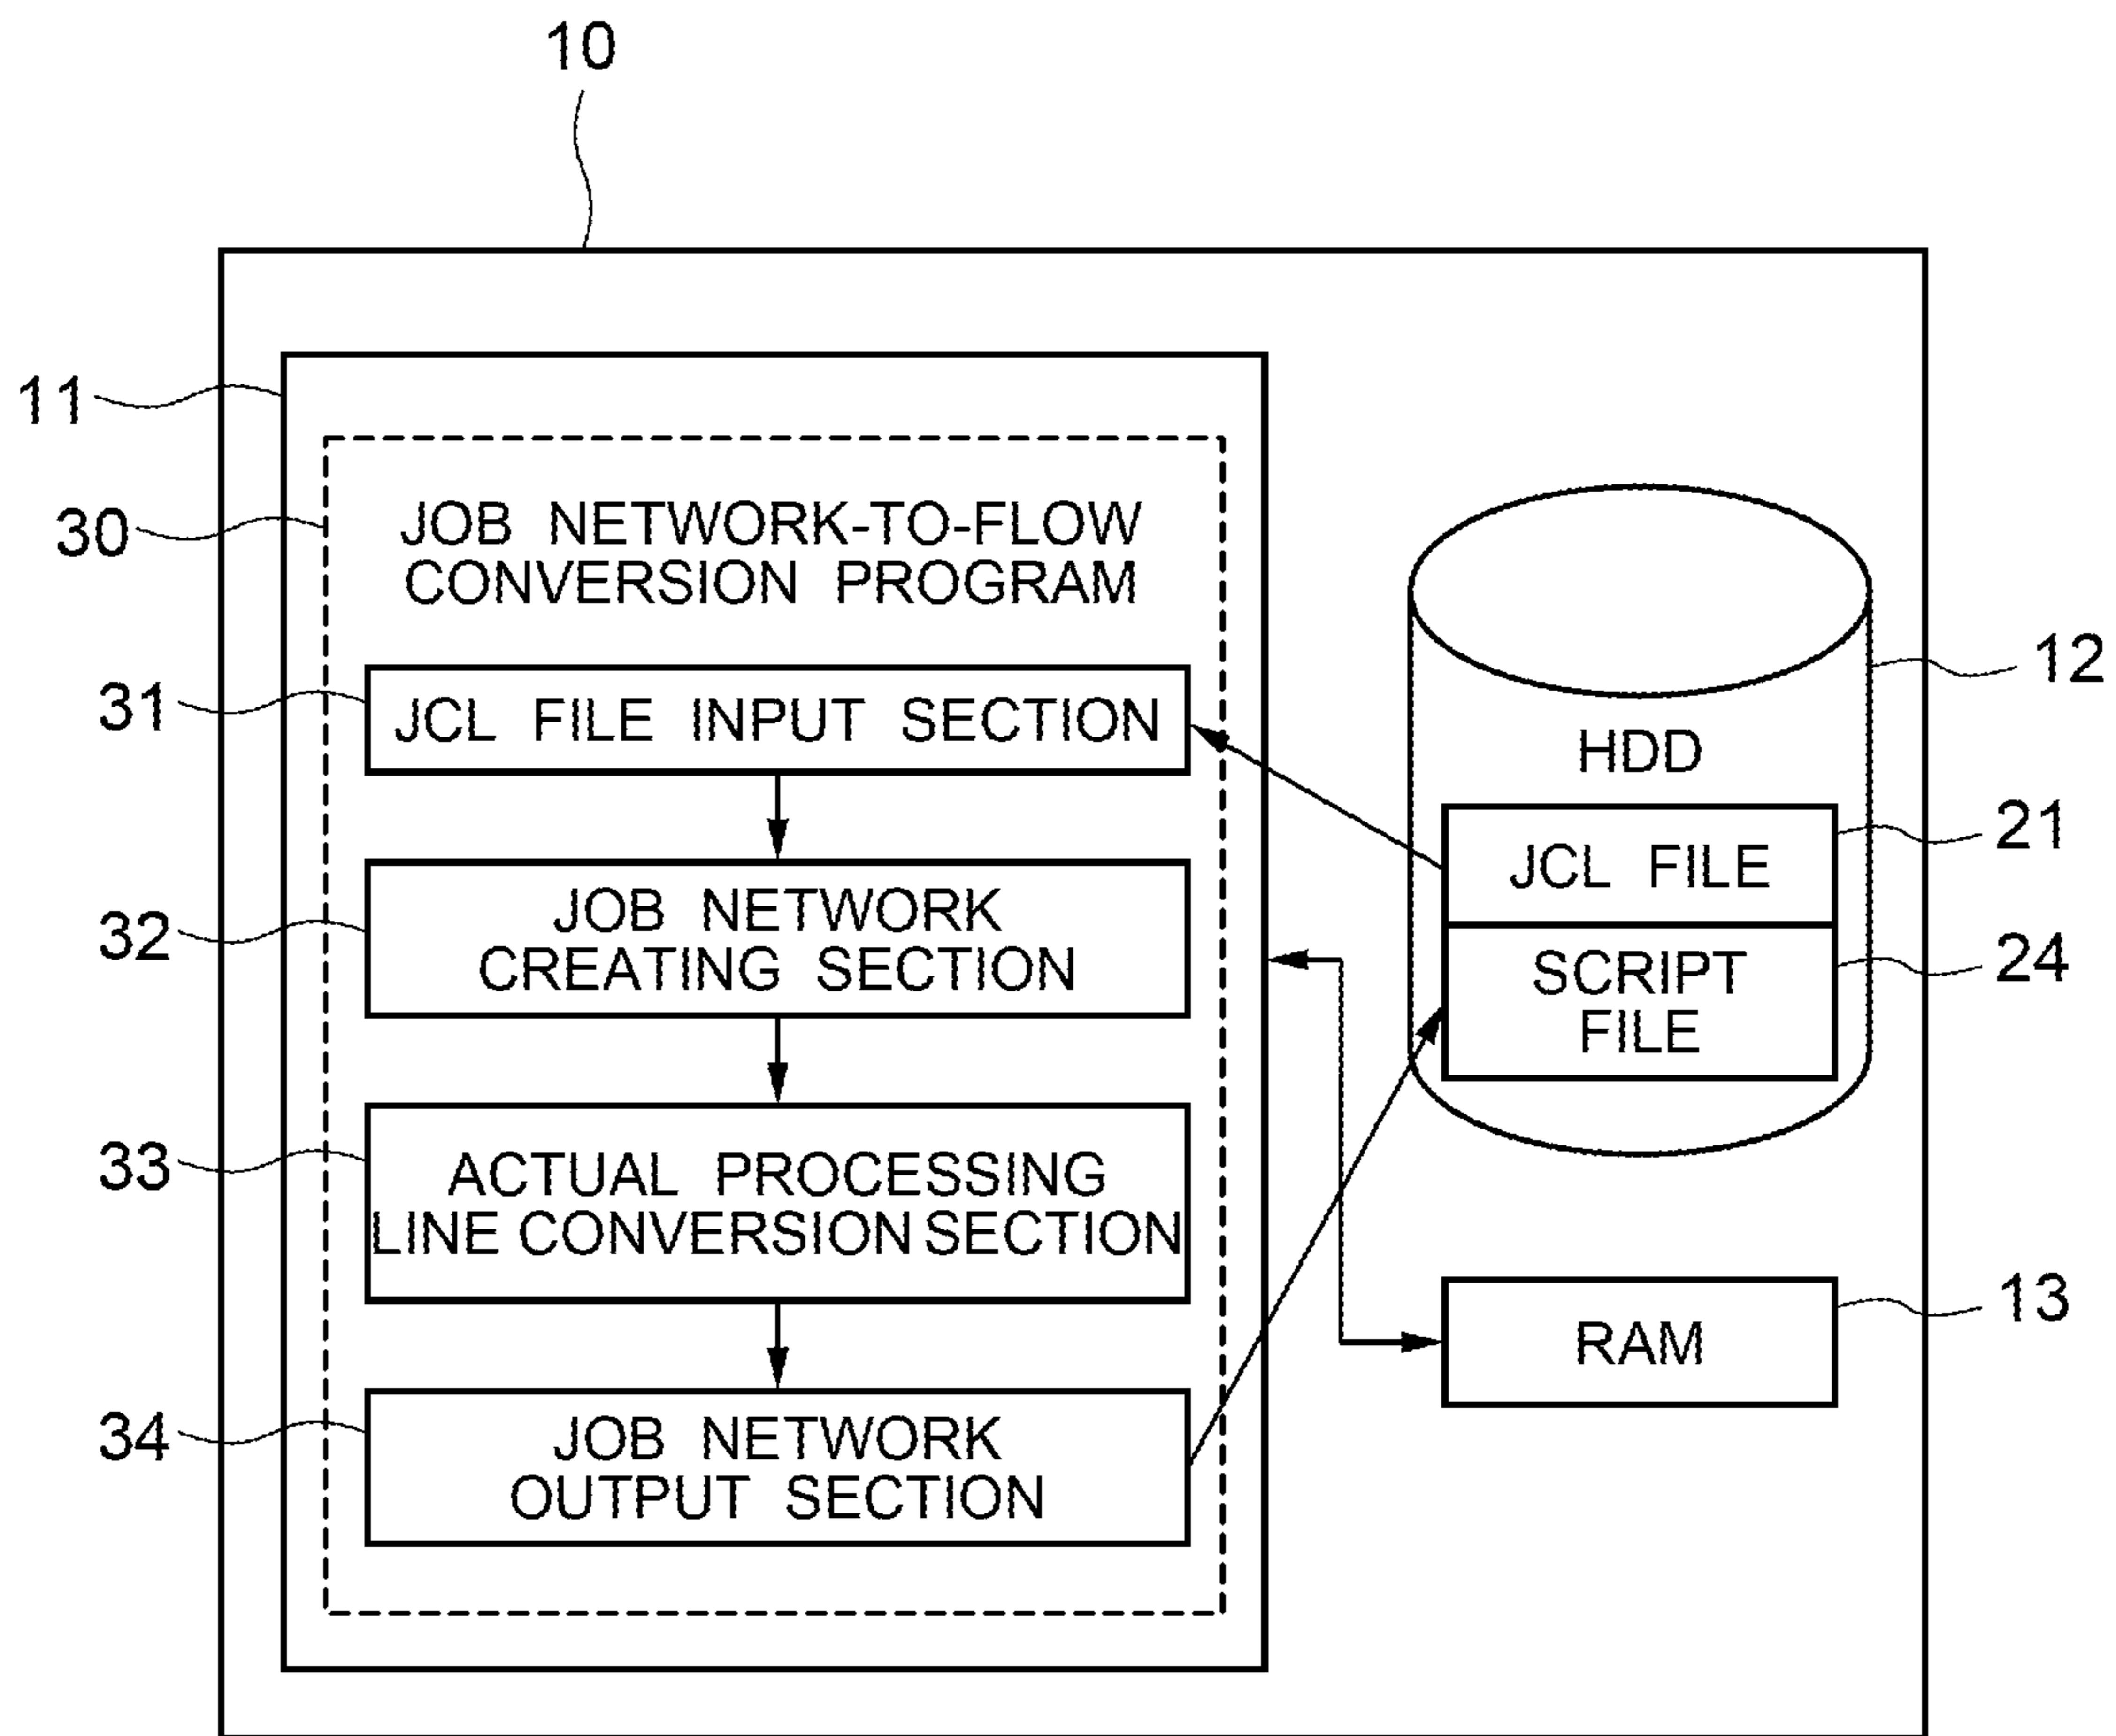 10
11
30
JOB NETWORK-TO-FLOW
CONVERSION PROGRAM
31
JCL FILE INPUT SECTION
32
JOB NETWORK
CREATING SECTION
33
ACTUAL PROCESSING
LINE CONVERSION SECTION
34
JOB NETWORK
OUTPUT SECTION
12
HDD
21
JCL FILE
24
SCRIPT
FILE
13
RAM